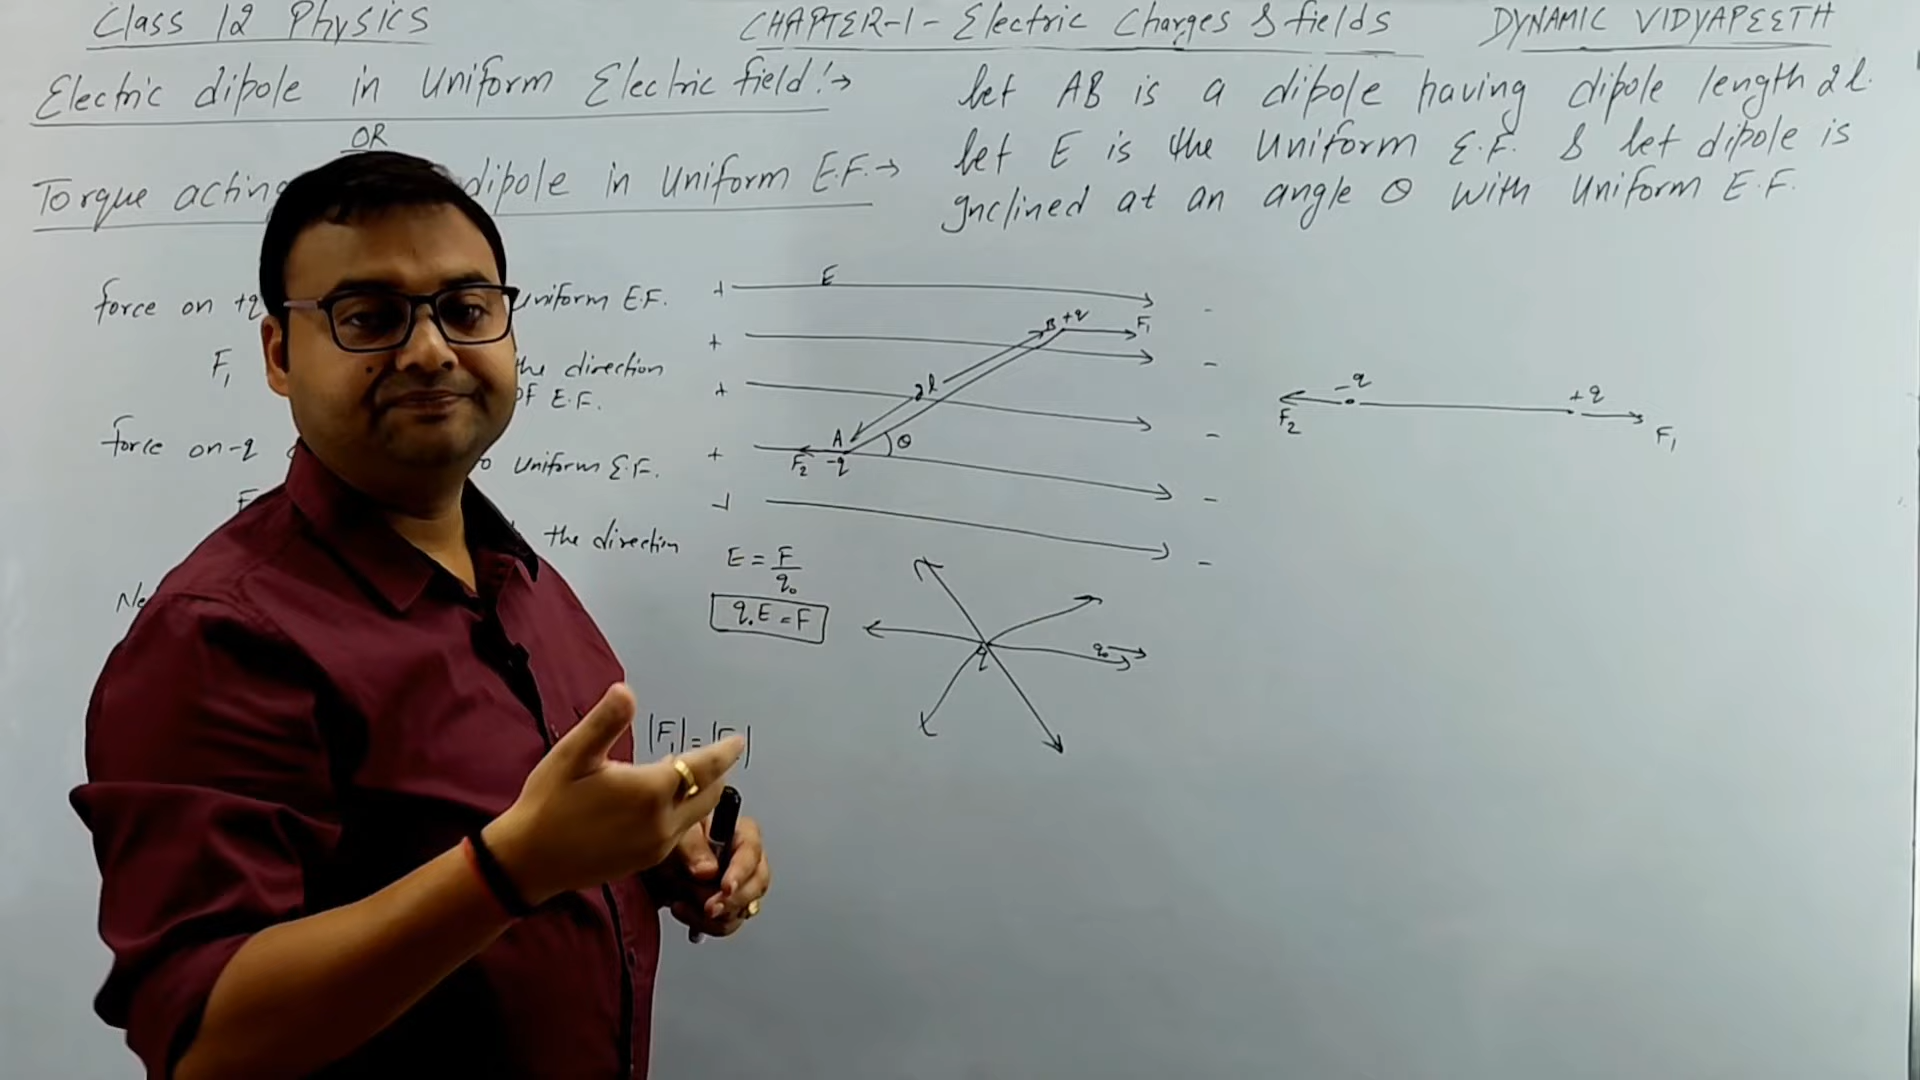 Class 12 Physics
CHAPTER-1 - Electric Charges & fields
DYNAMIC VIDYAPEETH
Electric dipole in Uniform Electric field:→
OR
Torque acting dipole in Uniform E.F.→
let AB is a dipole having dipole length 2l.
let E is the Uniform E.F. & let dipole is
Inclined at an angle θ with Uniform E.F.
force on +q uniform E.F.
F₁ the direction
of E.F.
force on -q Uniform E.F.
the direction
+ E -
B +q F₁
+ -
+ 2l -
A θ
+ F₂ -q -
+ -
-q +q
F₂ F₁
E = F/q₀
q₀E = F
q q₀
|F₁| =